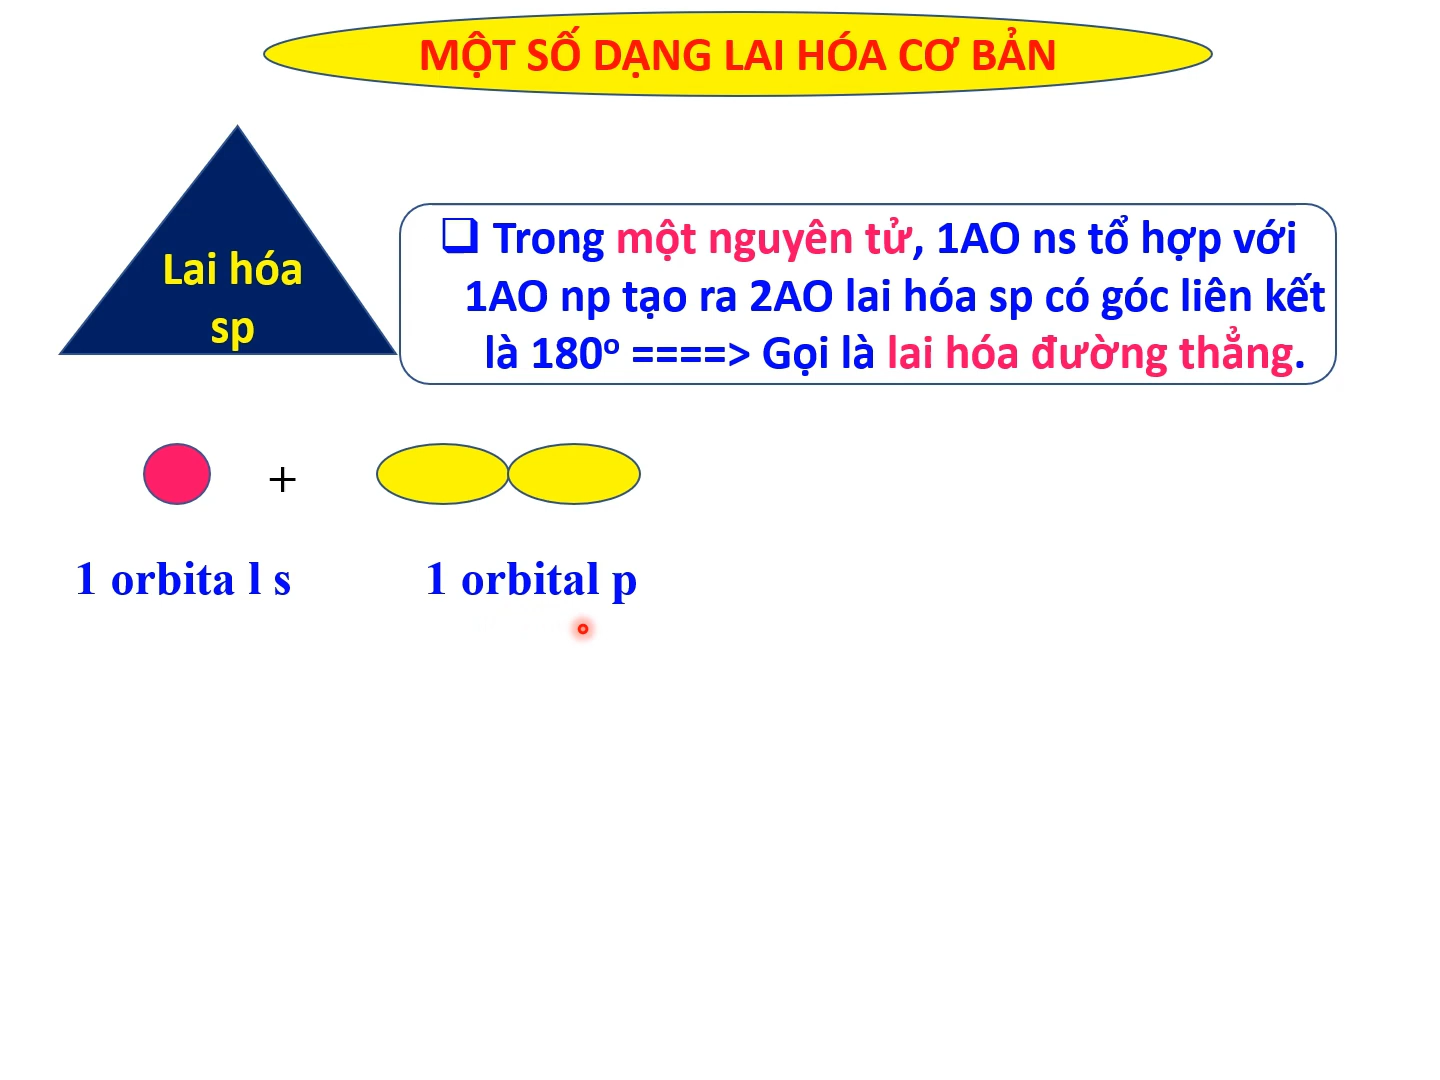 MỘT SỐ DẠNG LAI HÓA CƠ BẢN
Lai hóa
sp
❑ Trong một nguyên tử, 1AO ns tổ hợp với
1AO np tạo ra 2AO lai hóa sp có góc liên kết
là 180º ====> Gọi là lai hóa đường thẳng.
+
1 orbita l s
1 orbital p